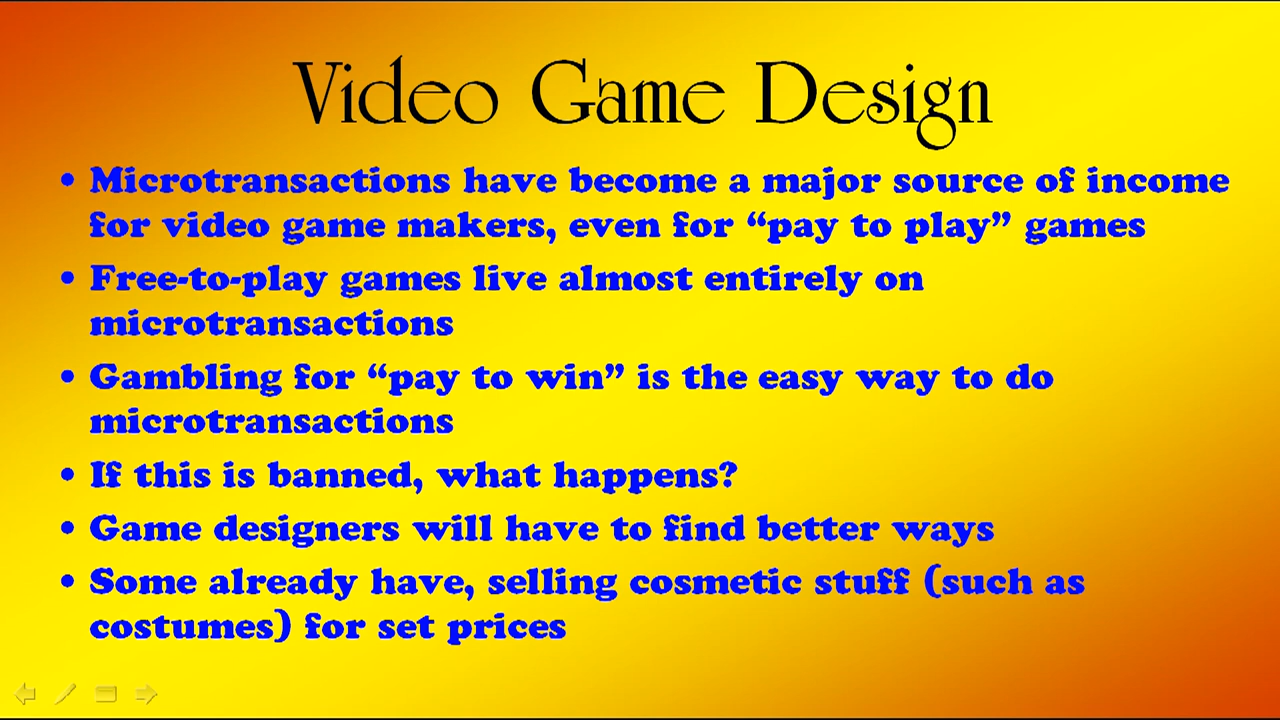 Video Game Design
• Microtransactions have become a major source of income
for video game makers, even for “pay to play” games
• Free-to-play games live almost entirely on
microtransactions
• Gambling for “pay to win” is the easy way to do
microtransactions
• If this is banned, what happens?
• Game designers will have to find better ways
• Some already have, selling cosmetic stuff (such as
costumes) for set prices